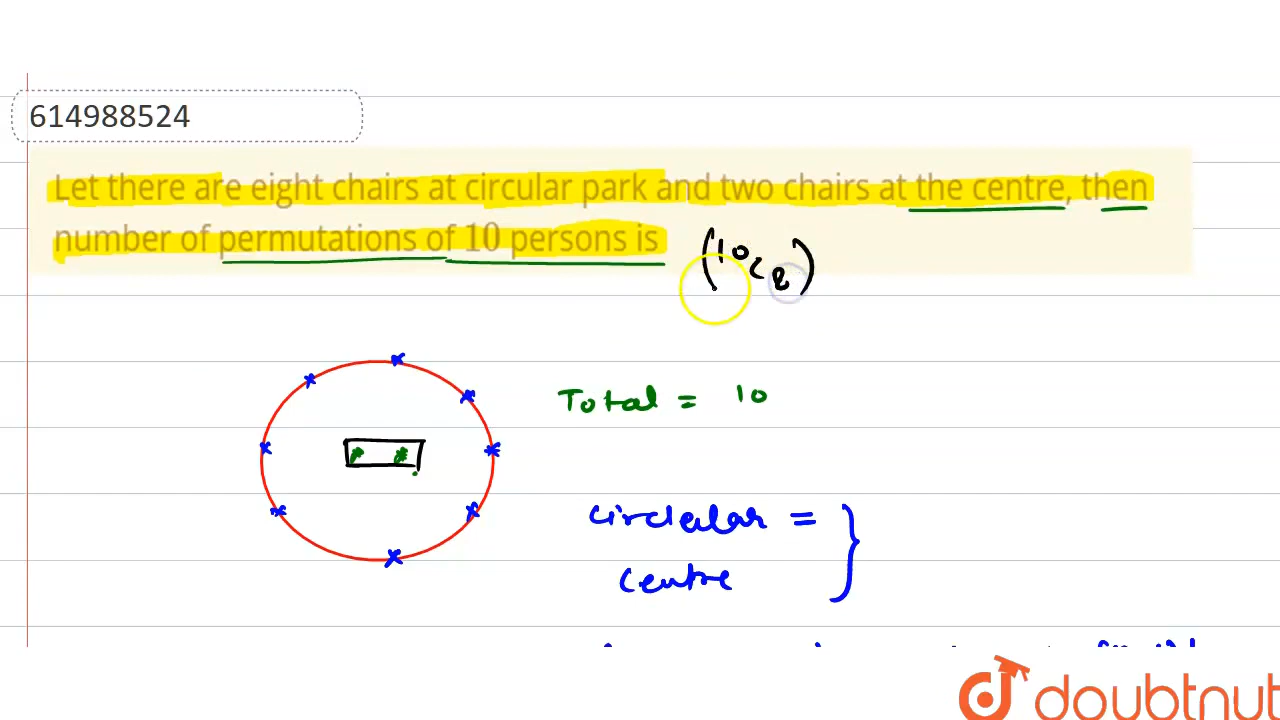 614988524
Let there are eight chairs at circular park and two chairs at the centre, then
number of permutations of 10 persons is
(10C8)
Total = 10
circular =
centre
doubtnut